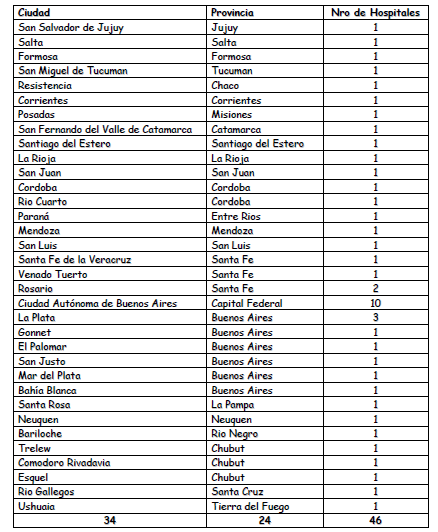 Ciudad Provincia Nro de Hospitales
San Salvador de Jujuy Jujuy 1
Salta Salta 1
Formosa Formosa 1
San Miguel de Tucuman Tucuman 1
Resistencia Chaco 1
Corrientes Corrientes 1
Posadas Misiones 1
San Fernando del Valle de Catamarca Catamarca 1
Santiago del Estero Santiago del Estero 1
La Rioja La Rioja 1
San Juan San Juan 1
Cordoba Cordoba 1
Rio Cuarto Cordoba 1
Paraná Entre Rios 1
Mendoza Mendoza 1
San Luis San Luis 1
Santa Fe de la Veracruz Santa Fe 1
Venado Tuerto Santa Fe 1
Rosario Santa Fe 2
Ciudad Autónoma de Buenos Aires Capital Federal 10
La Plata Buenos Aires 3
Gonnet Buenos Aires 1
El Palomar Buenos Aires 1
San Justo Buenos Aires 1
Mar del Plata Buenos Aires 1
Bahía Blanca Buenos Aires 1
Santa Rosa La Pampa 1
Neuquen Neuquen 1
Bariloche Rio Negro 1
Trelew Chubut 1
Comodoro Rivadavia Chubut 1
Esquel Chubut 1
Rio Gallegos Santa Cruz 1
Ushuaia Tierra del Fuego 1
34 24 46